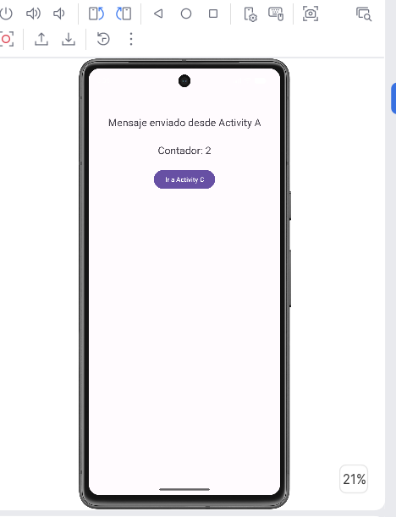 Mensaje enviado desde Activity A
Contador: 2
Ir a Activity C
21%